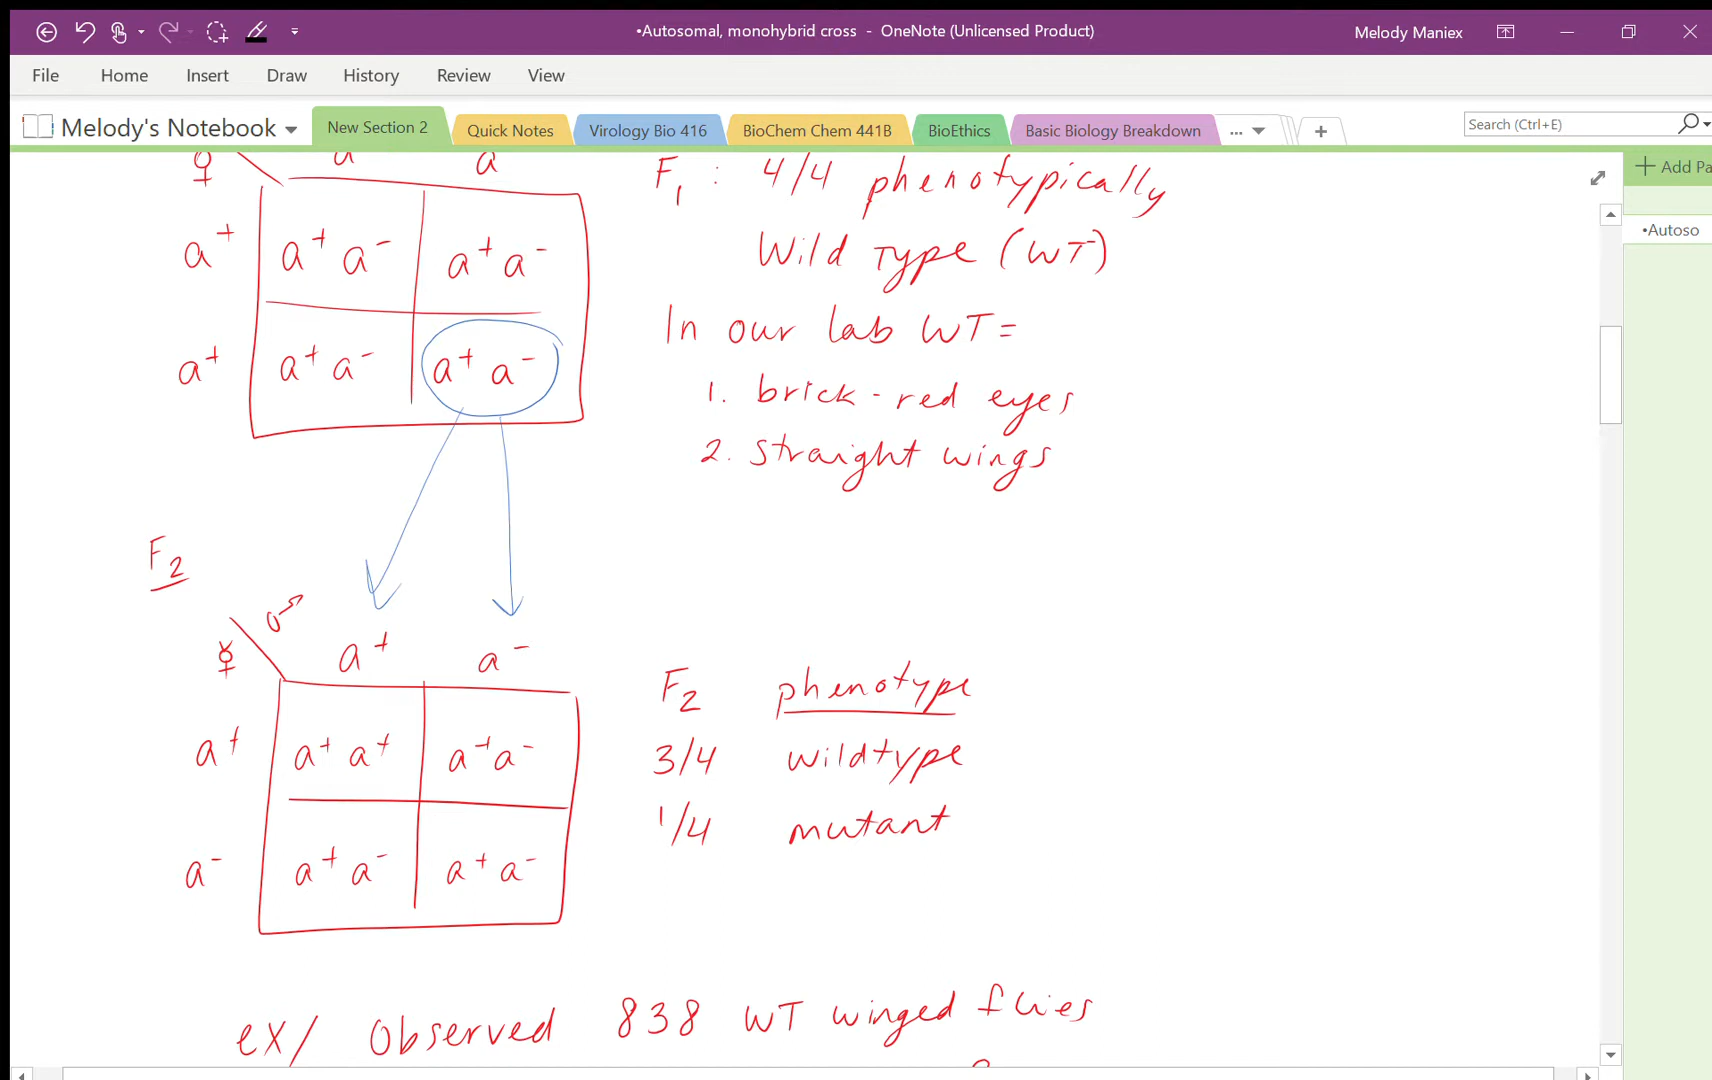 •Autosomal, monohybrid cross - OneNote (Unlicensed Product)
Melody Maniex
File Home Insert Draw History Review View
Melody's Notebook
New Section 2
Quick Notes
Virology Bio 416
BioChem Chem 441B
BioEthics
Basic Biology Breakdown
...
+
Search (Ctrl+E)
+ Add Pa
•Autoso
♀ a a
a+ a+ a- a+ a-
a+ a+ a- a+ a-
F1 : 4/4 phenotypically
Wild Type (WT)
In our lab WT=
1. brick-red eyes
2. Straight wings
F2
♀ ♂ a+ a-
a+ a+ a+ a+ a-
a- a+ a- a+ a-
F2 phenotype
3/4 wildtype
1/4 mutant
ex/ Observed 838 WT winged flies